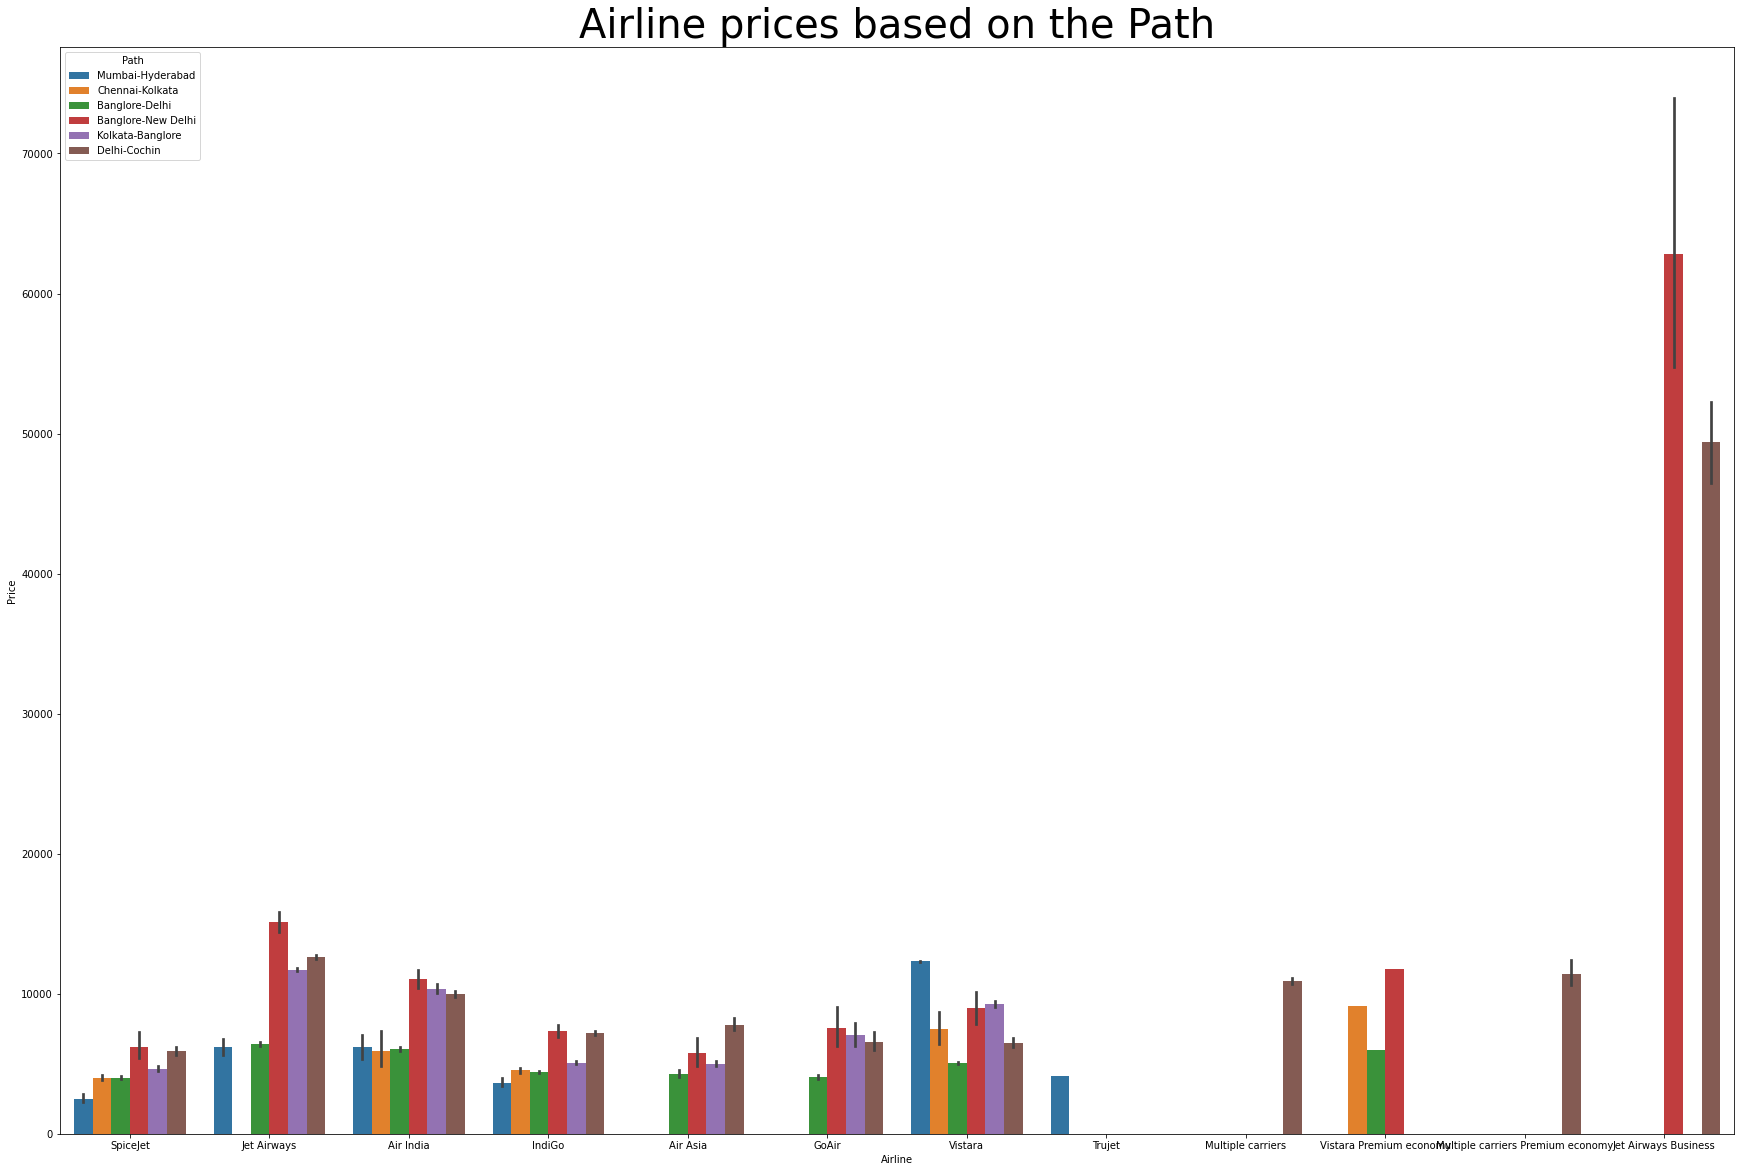 Airline prices based on the Path
Path
Mumbai-Hyderabad
Chennai-Kolkata
Banglore-Delhi
Banglore-New Delhi
Kolkata-Banglore
Delhi-Cochin
70000
60000
50000
40000
30000
20000
10000
0
Price
SpiceJet
Jet Airways
Air India
IndiGo
Air Asia
GoAir
Vistara
Trujet
Multiple carriers
Vistara Premium economy
Multiple carriers Premium economy
Jet Airways Business
Airline